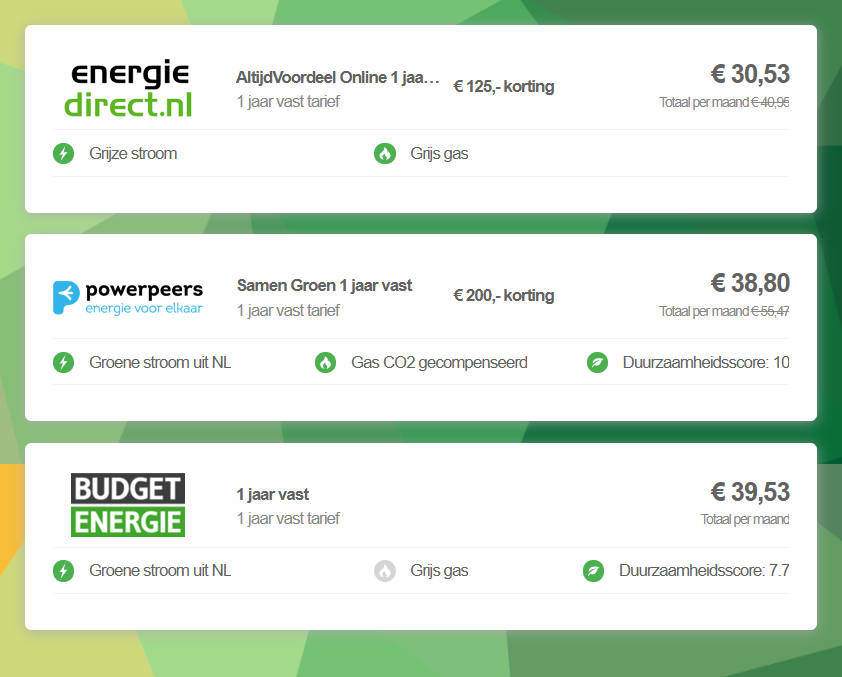 energie
direct.nl
AltijdVoordeel Online 1 jaa...
1 jaar vast tarief
€ 125,- korting
€ 30,53
Totaal per maand € 40,95
Grijze stroom
Grijs gas
powerpeers
energie voor elkaar
Samen Groen 1 jaar vast
1 jaar vast tarief
€ 200,- korting
€ 38,80
Totaal per maand € 55,47
Groene stroom uit NL
Gas CO2 gecompenseerd
Duurzaamheidsscore: 10
BUDGET
ENERGIE
1 jaar vast
1 jaar vast tarief
€ 39,53
Totaal per maand
Groene stroom uit NL
Grijs gas
Duurzaamheidsscore: 7.7